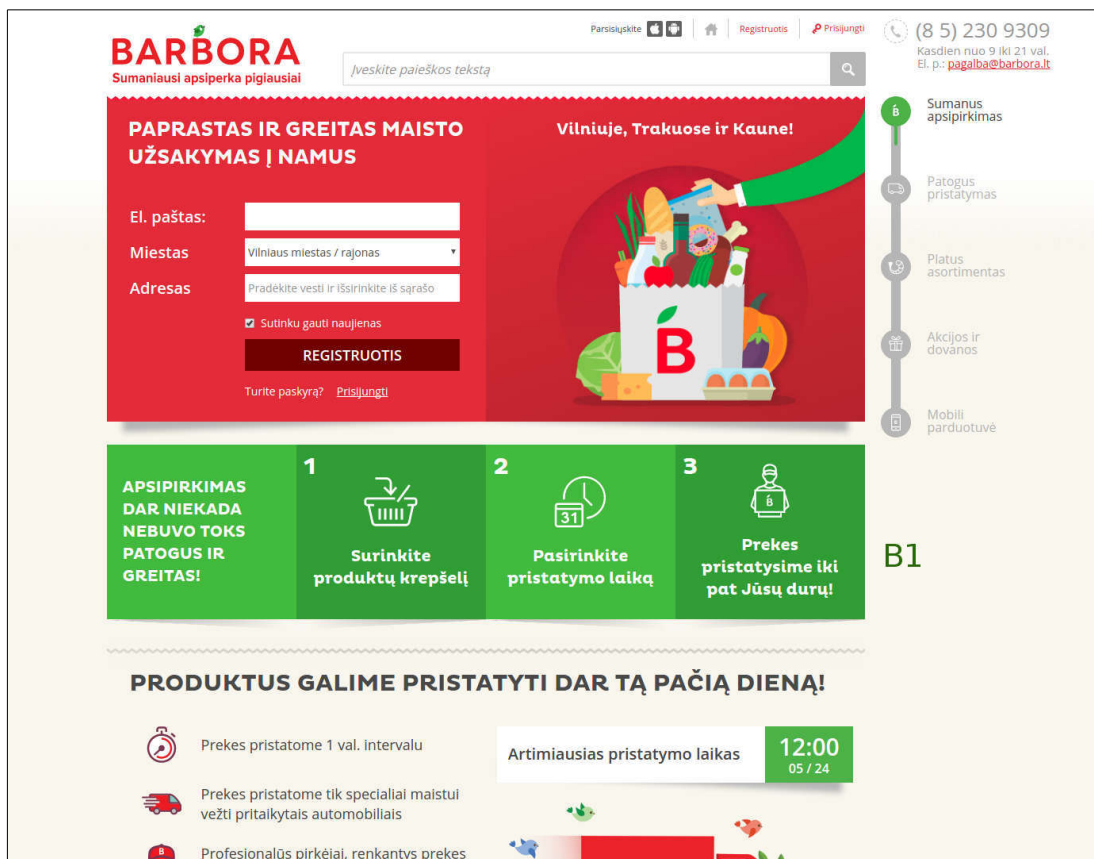 BARBORA
Sumaniausi apsiperka pigiausiai
Parsisiųskite
Registruotis
Prisijungti
Įveskite paieškos tekstą
(8 5) 230 9309
Kasdien nuo 9 iki 21 val.
El. p.: pagalba@barbora.lt
PAPRASTAS IR GREITAS MAISTO
UŽSAKYMAS Į NAMUS
El. paštas:
Miestas
Vilniaus miestas / rajonas
Adresas
Pradėkite vesti ir išsirinkite iš sąrašo
Sutinku gauti naujienas
REGISTRUOTIS
Turite paskyrą? Prisijungti
Vilniuje, Trakuose ir Kaune!
B
B
Sumanus
apsipirkimas
Patogus
pristatymas
Platus
asortimentas
Akcijos ir
dovanos
Mobili
parduotuvė
APSIPIRKIMAS
DAR NIEKADA
NEBUVO TOKS
PATOGUS IR
GREITAS!
1
Surinkite
produktų krepšelį
2
31
Pasirinkite
pristatymo laiką
3
B
Prekes
pristatysime iki
pat Jūsų durų!
B1
PRODUKTUS GALIME PRISTATYTI DAR TĄ PAČIĄ DIENĄ!
Prekes pristatome 1 val. intervalu
Prekes pristatome tik specialiai maistui
vežti pritaikytais automobiliais
B
Profesionalūs pirkėjai, renkantys prekes
Artimiausias pristatymo laikas
12:00
05 / 24